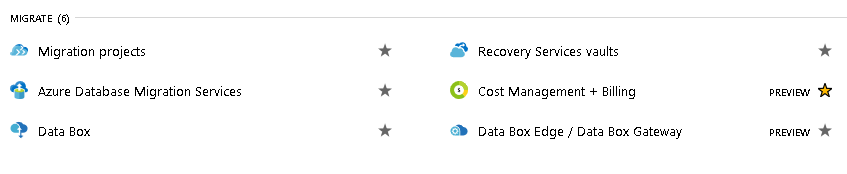 MIGRATE (6)
Migration projects
Recovery Services vaults
Azure Database Migration Services
Cost Management + Billing PREVIEW
Data Box
Data Box Edge / Data Box Gateway PREVIEW